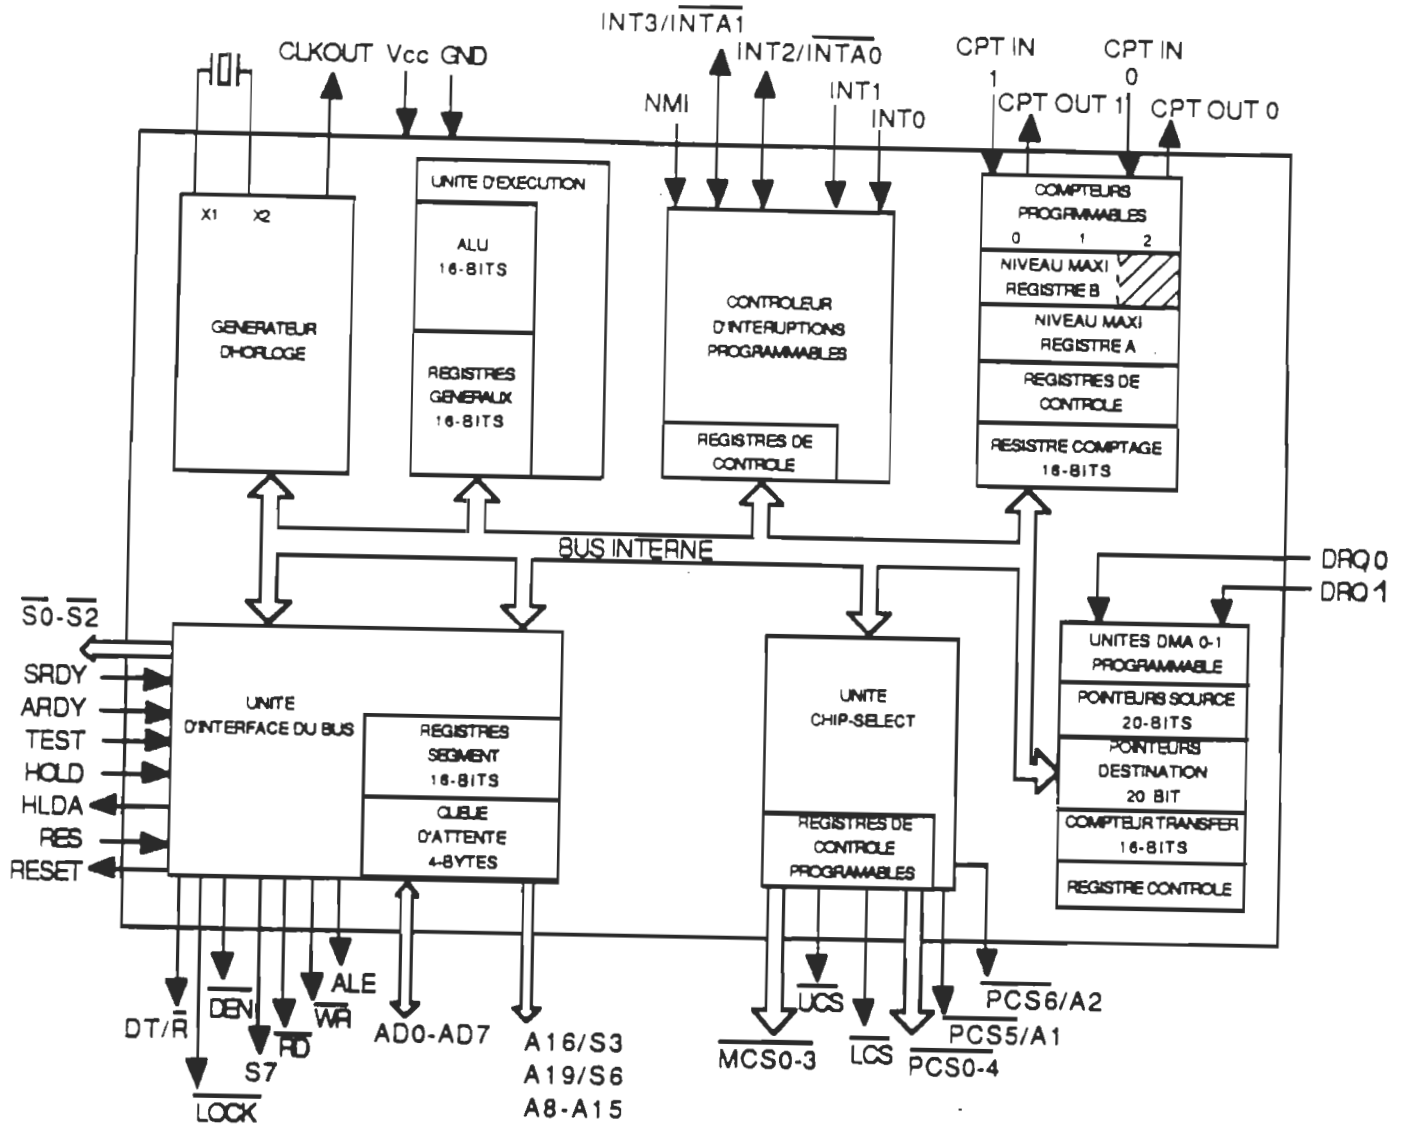 INT3/INTA1
CLKOUT Vcc GND
INT2/INTA0
CPT IN
1
CPT IN
0
NMI
INT1
INT0
CPT OUT 1
CPT OUT 0
X1 X2
GENERATEUR
DHORLOGE
UNITE D'EXECUTION
ALU
16-BITS
REGISTRES
GENERAUX
16-BITS
CONTROLEUR
D'INTERUPTIONS
PROGRAMMABLES
REGISTRES DE
CONTROLE
COMPTEURS
PROGRMMABLES
0 1 2
NIVEAU MAXI
REGISTRE B
NIVEAU MAXI
REGISTRE A
REGISTRES DE
CONTROLE
RESISTRE COMPTAGE
16-BITS
BUS INTERNE
DRQ0
DRQ1
S0-S2
SRDY
ARDY
TEST
HOLD
HLDA
RES
RESET
UNITE
D'INTERFACE DU BUS
REGISTRES
SEGMENT
16-BITS
QUEUE
D'ATTENTE
4-BYTES
UNITE
CHIP-SELECT
REGISTRES DE
CONTROLE
PROGRAMABLES
UNITES DMA 0-1
PROGRAMMABLE
POINTEURS SOURCE
20-BITS
POINTEURS
DESTINATION
20 BIT
COMPTEUR TRANSFER
16-BITS
REGISTRE CONTROLE
DT/R
LOCK
DEN
S7
RD
WR
ALE
AD0-AD7
A16/S3
A19/S6
A8-A15
MCS0-3
UCS
LCS
PCS0-4
PCS5/A1
PCS6/A2